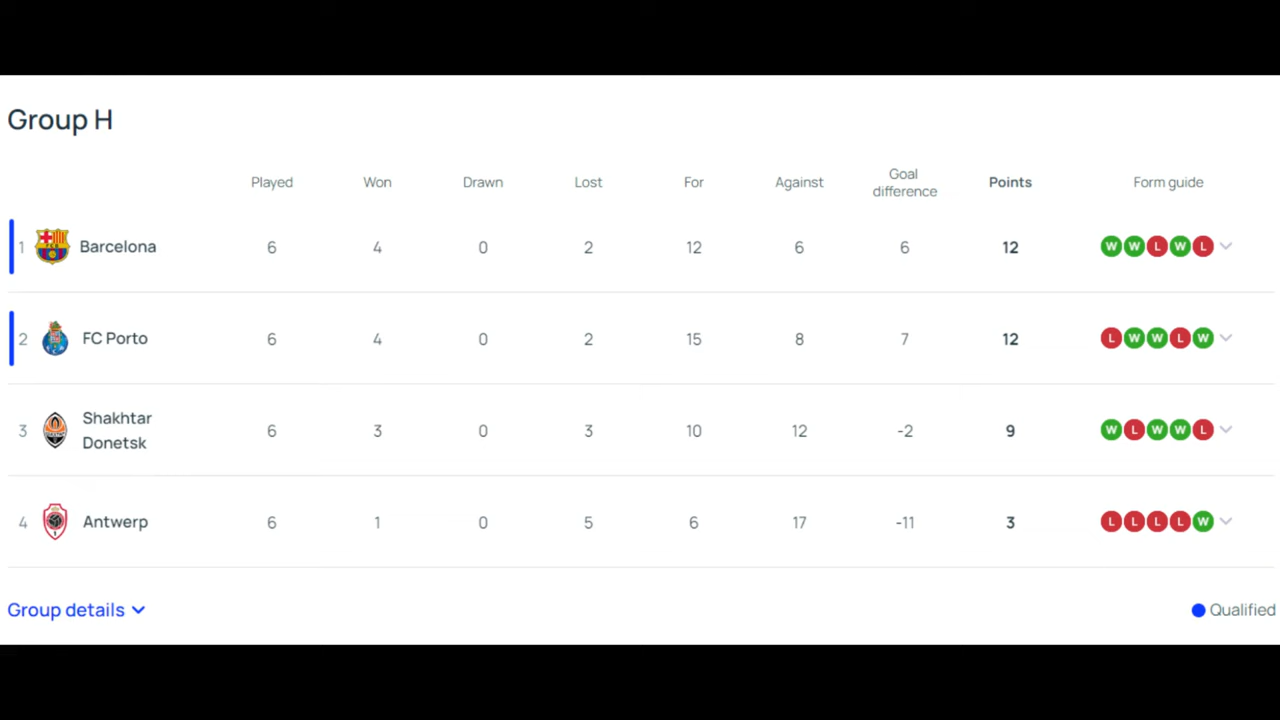 Group H
Played Won Drawn Lost For Against Goal difference Points Form guide
1 Barcelona 6 4 0 2 12 6 6 12 W W L W L
2 FC Porto 6 4 0 2 15 8 7 12 L W W L W
3 Shakhtar Donetsk 6 3 0 3 10 12 -2 9 W L W W L
4 Antwerp 6 1 0 5 6 17 -11 3 L L L L W
Group details
Qualified